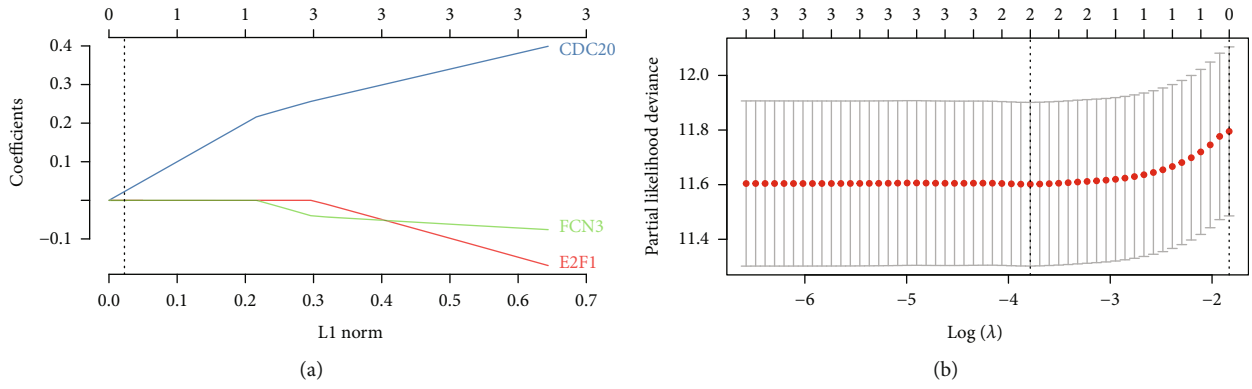 0 1 1 3 3 3 3 3
0.4
0.3
0.2
0.1
−0.1
Coefficients
CDC20
FCN3
E2F1
0.0 0.1 0.2 0.3 0.4 0.5 0.6 0.7
L1 norm
(a)
3 3 3 3 3 3 3 3 3 2 2 2 2 1 1 1 1 0
12.0
11.8
11.6
11.4
Partial likelihood deviance
−6 −5 −4 −3 −2
Log (λ)
(b)